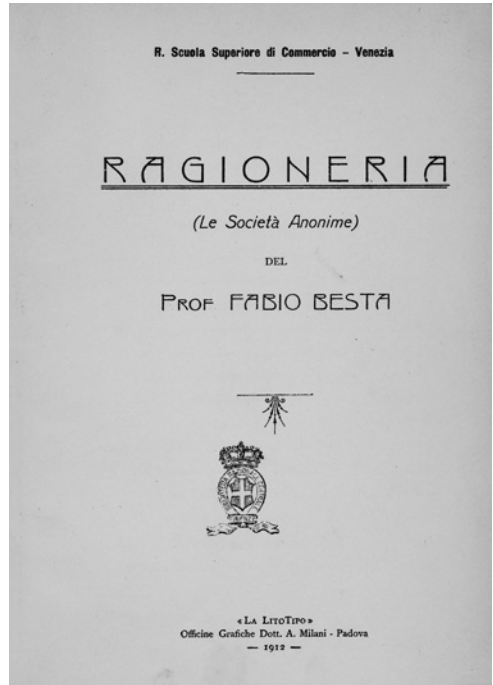 R. Scuola Superiore di Commercio – Venezia
RAGIONERIA
(Le Società Anonime)
DEL
PROF FABIO BESTA
« LA LITOTIPO »
Officine Grafiche Dott. A. Milani - Padova
— 1912 —